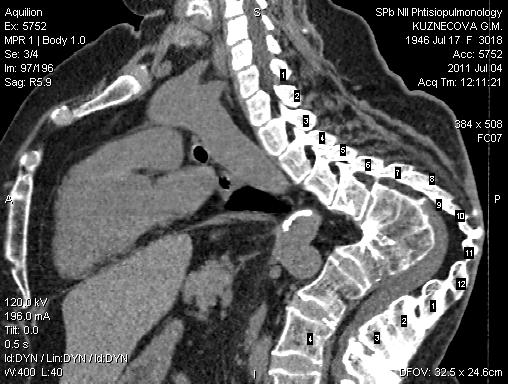 Aquilion
Ex: 5752
MPR 1 | Body 1.0
Se: 3/4
Im: 97/196
Sag: R5.9
S
SPb NII Phtisiopulmonology
KUZNECOVA G.M.
1946 Jul 17 F 3018
Acc: 5752
2011 Jul 04
Acq Tm: 12:11:21
384 x 508
FC07
1
2
3
4
5
6
7
8
9
10
11
12
1
2
3
4
A
P
120.0 kV
196.0 mA
Tilt: 0.0
0.5 s
Id:DYN / Lin:DYN / Id:DYN
W:400 L:40
I
DFOV: 32.5 x 24.6cm